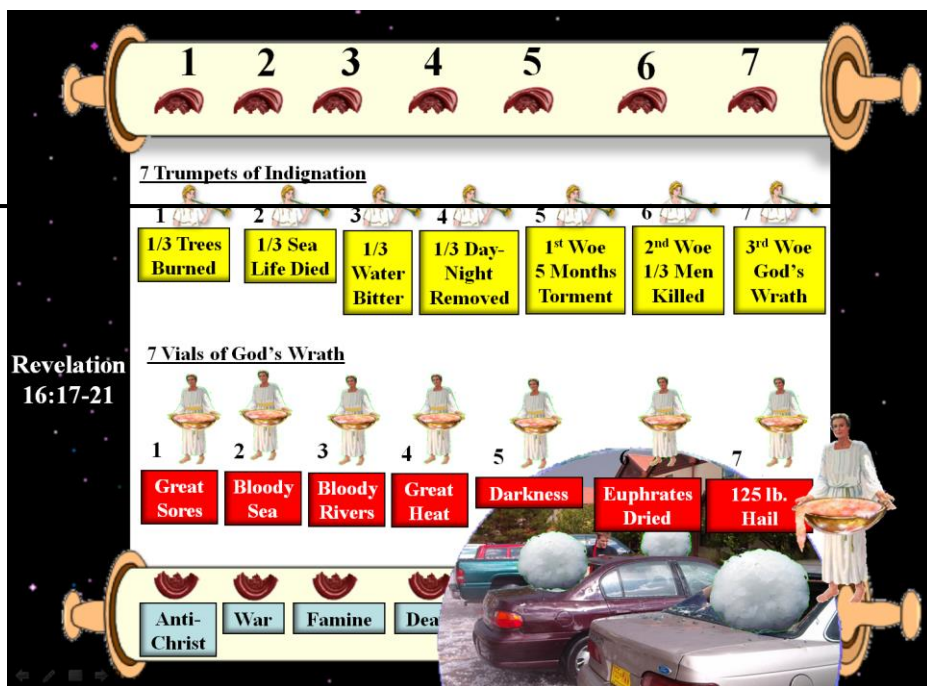 1 2 3 4 5 6 7
7 Trumpets of Indignation
1 2 3 4 5 6 7
1/3 Trees
Burned
1/3 Sea
Life Died
1/3
Water
Bitter
1/3 Day-
Night
Removed
1st Woe
5 Months
Torment
2nd Woe
1/3 Men
Killed
3rd Woe
God's
Wrath
Revelation
16:17-21
7 Vials of God's Wrath
1 2 3 4 5 6 7
Great
Sores
Bloody
Sea
Bloody
Rivers
Great
Heat
Darkness
Euphrates
Dried
125 lb.
Hail
Anti-
Christ
War
Famine
Dea